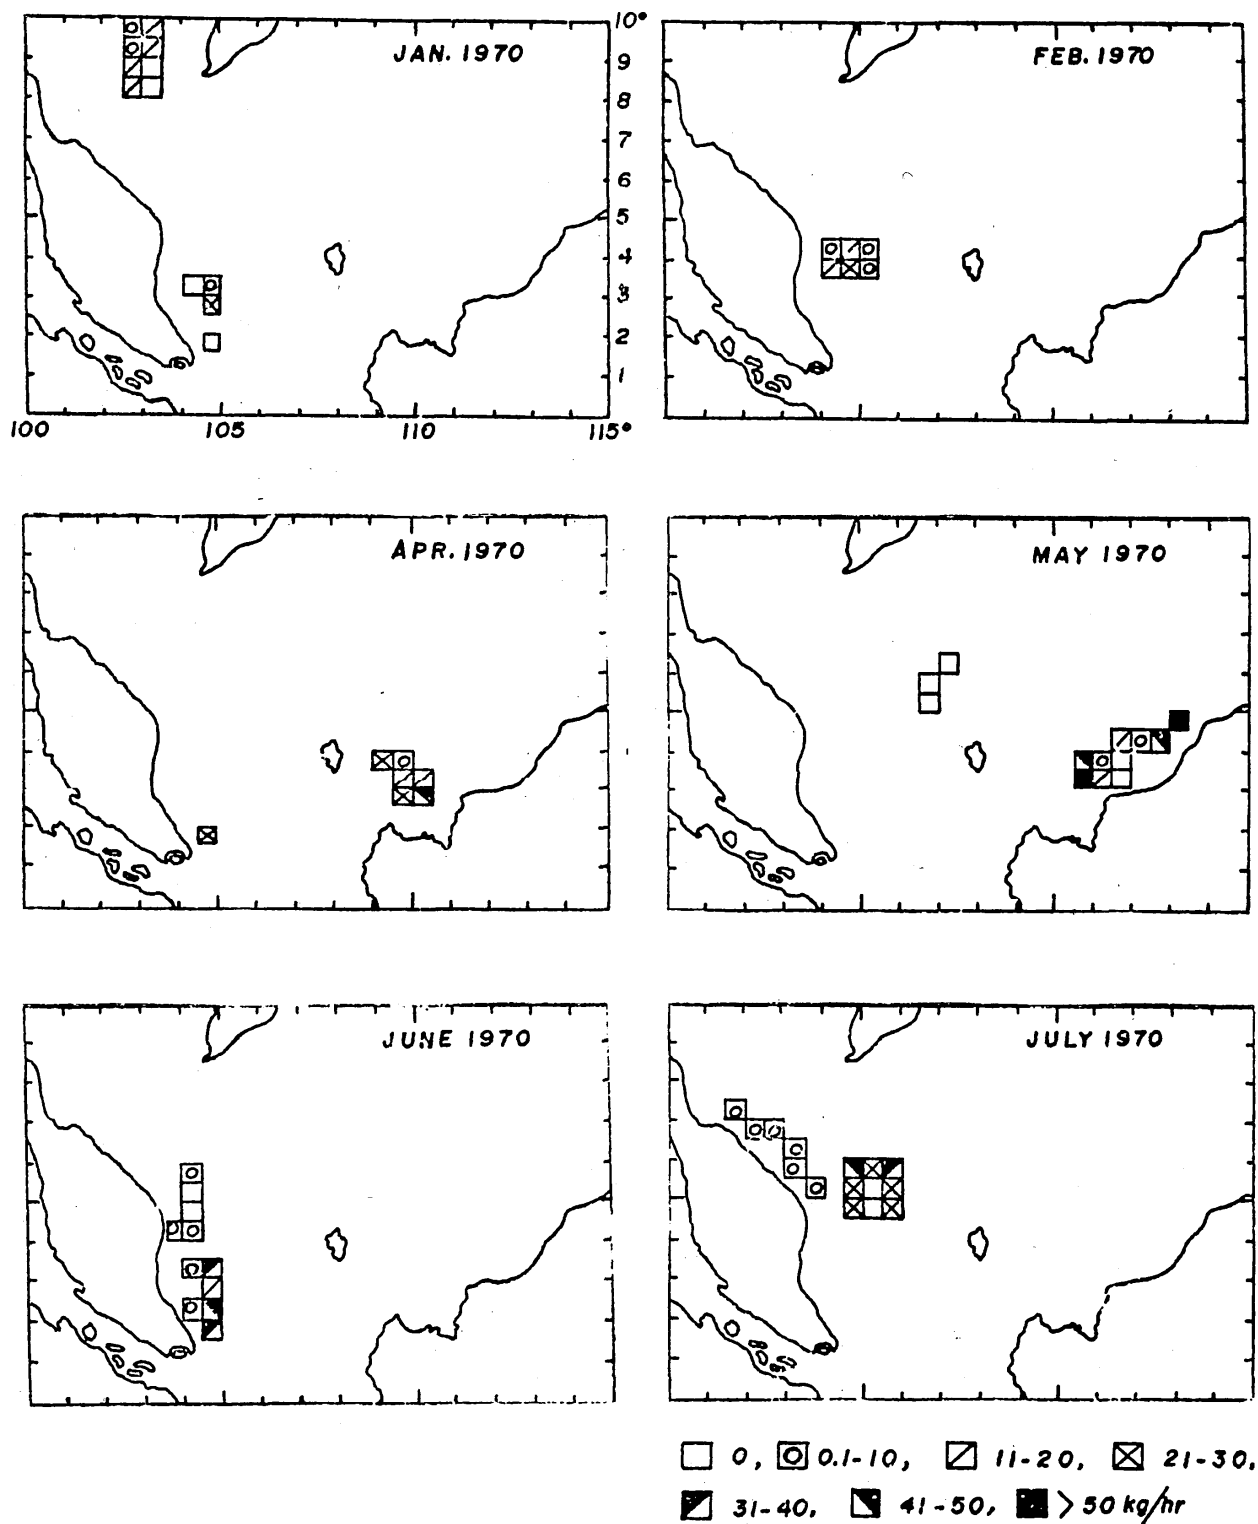 JAN. 1970
10°
9
8
7
6
5
4
3
2
1
100 105 110 115°
FEB. 1970
APR. 1970
MAY 1970
JUNE 1970
JULY 1970
0, 0.1-10, 11-20, 21-30,
31-40, 41-50, >50 kg/hr